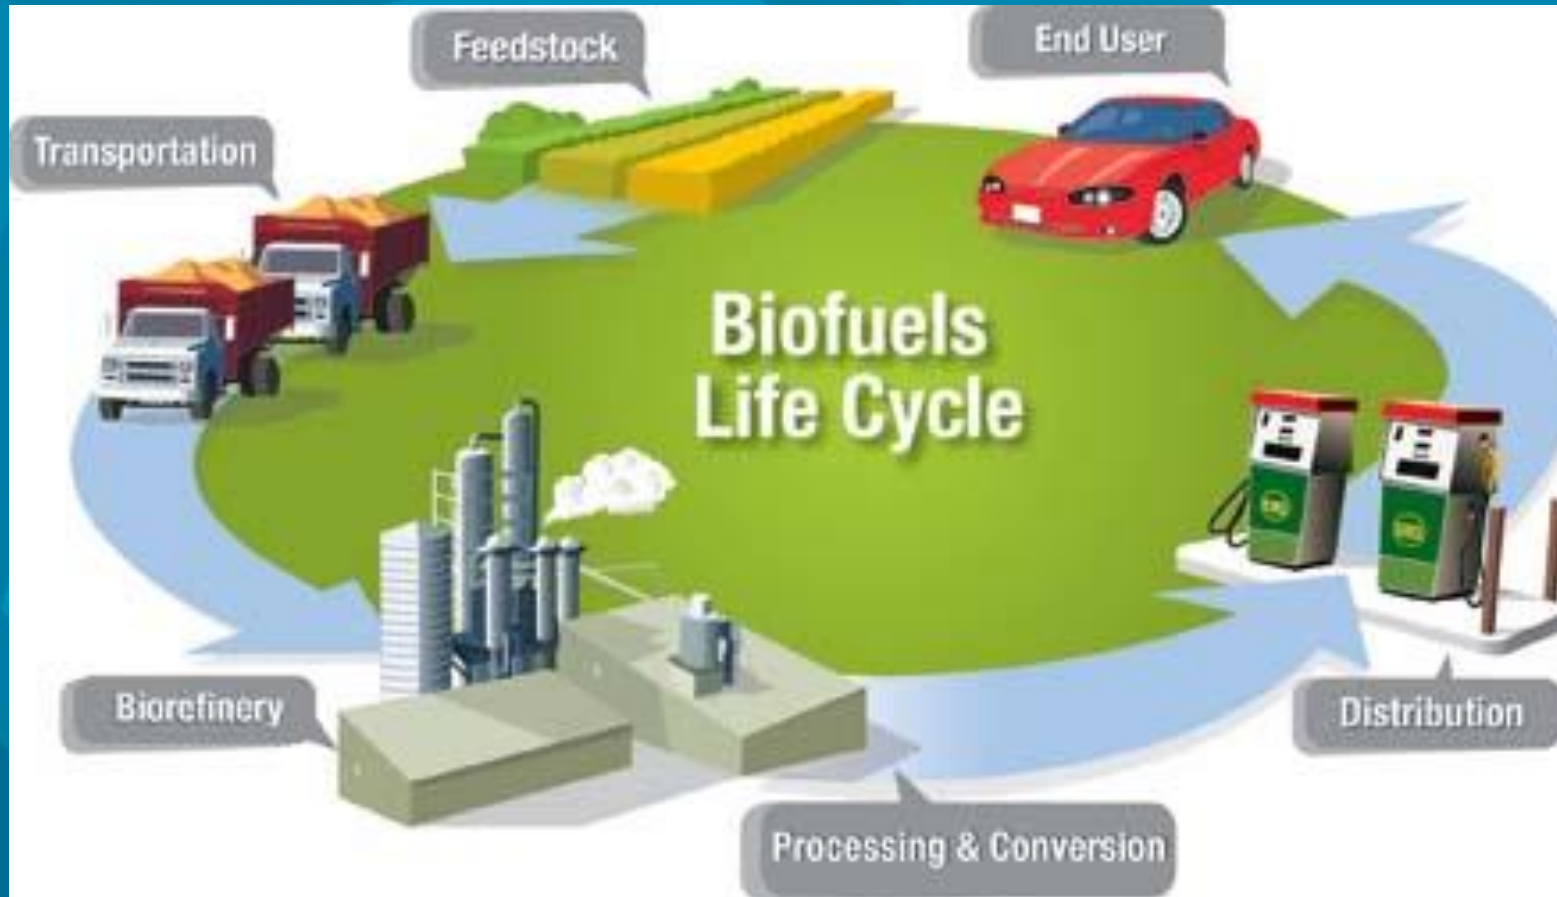 Feedstock
End User
Transportation
Biofuels
Life Cycle
Biorefinery
Distribution
Processing & Conversion